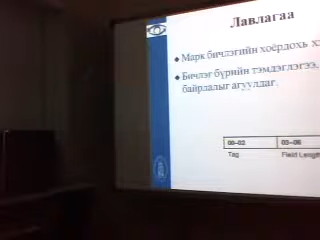 Лавлагаа
Марк бичлэгийн хоёрдохь
Бичлэг бүрийн тэмдэглэгээ,
байрлалыг агуулдаг.
00–02 03–06
Tag Field Length